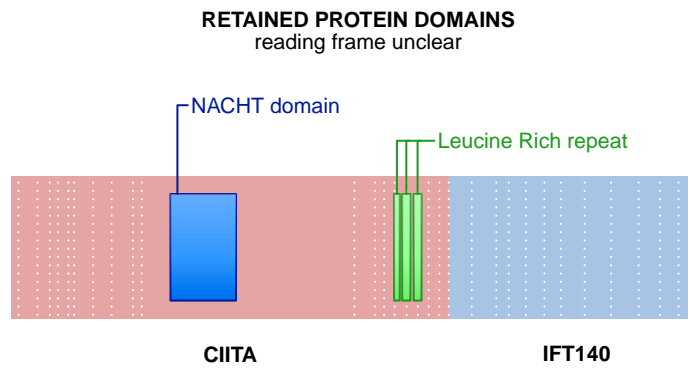 RETAINED PROTEIN DOMAINS
reading frame unclear
NACHT domain
Leucine Rich repeat
CIITA
IFT140